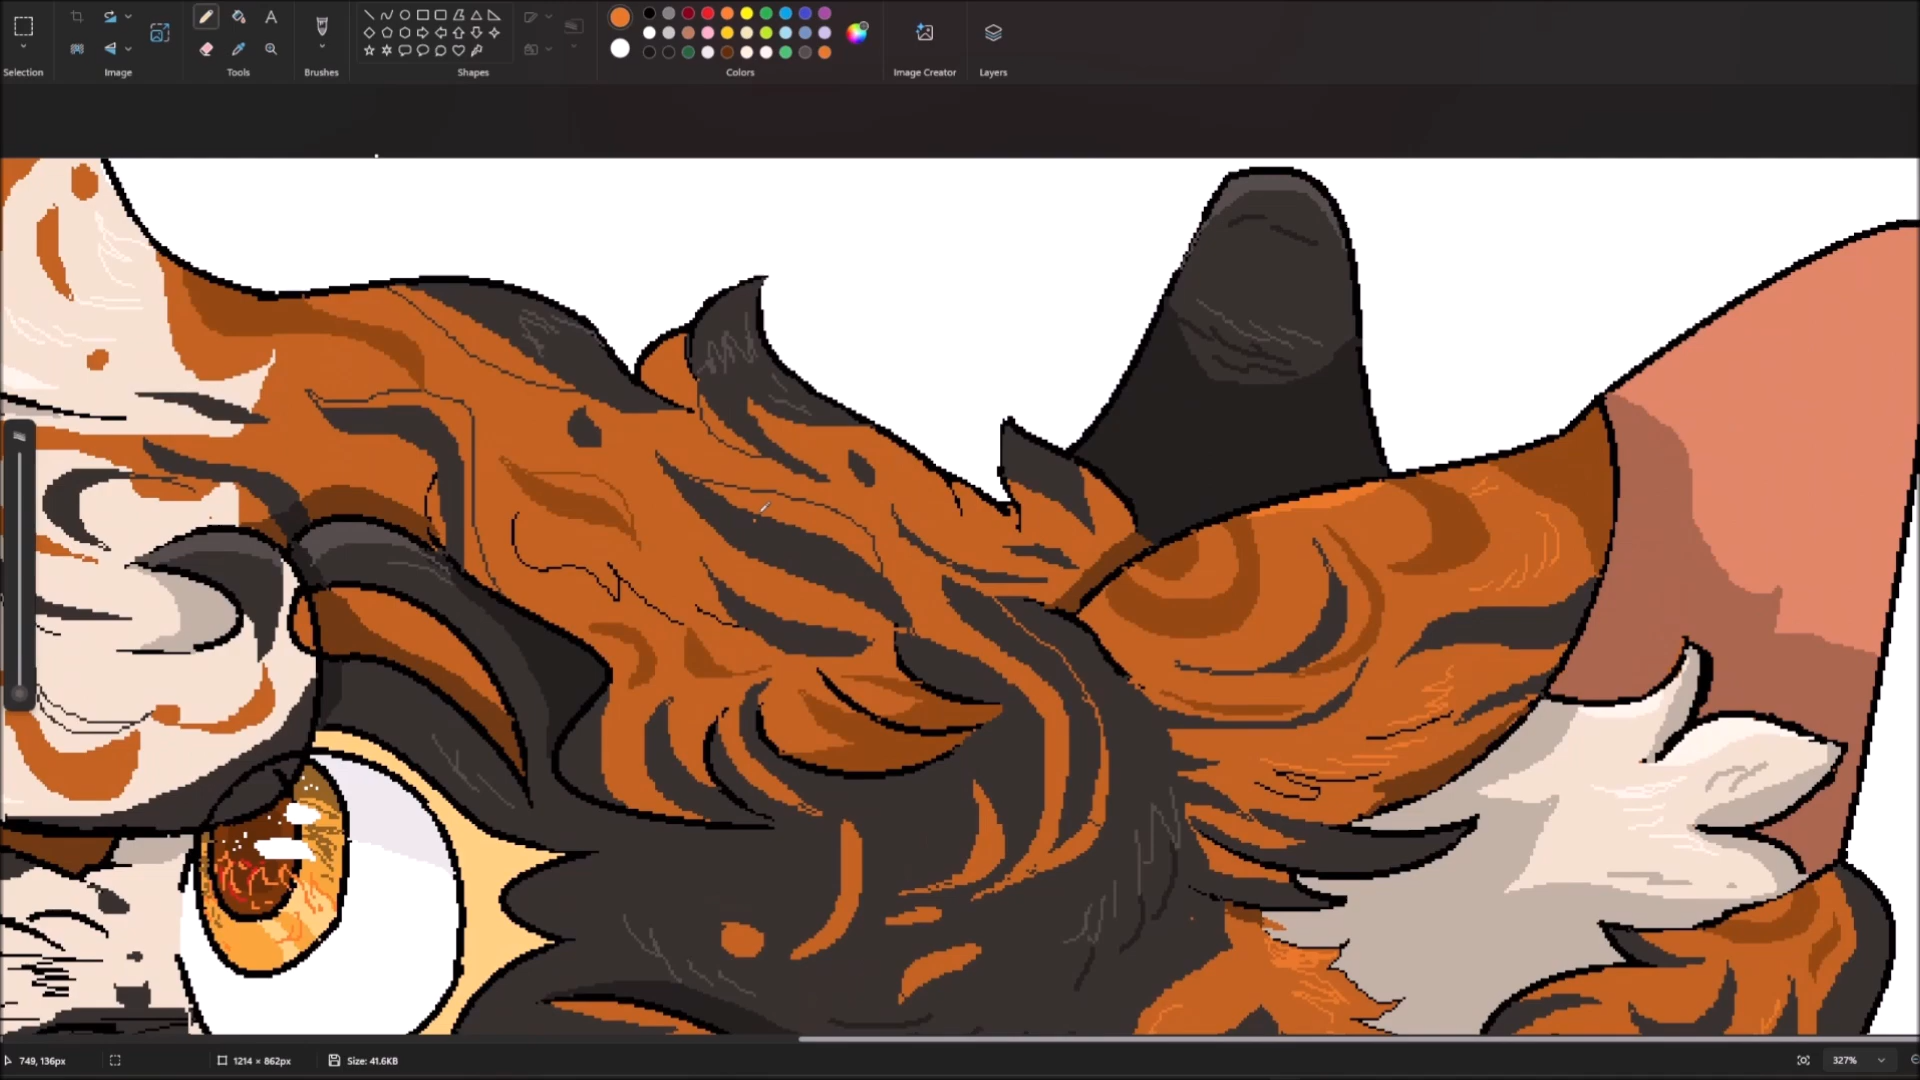 A
Selection
Image
Tools
Brushes
Shapes
Colors
Image Creator
Layers
749, 136px
1214 × 862px
Size: 41.6KB
327%